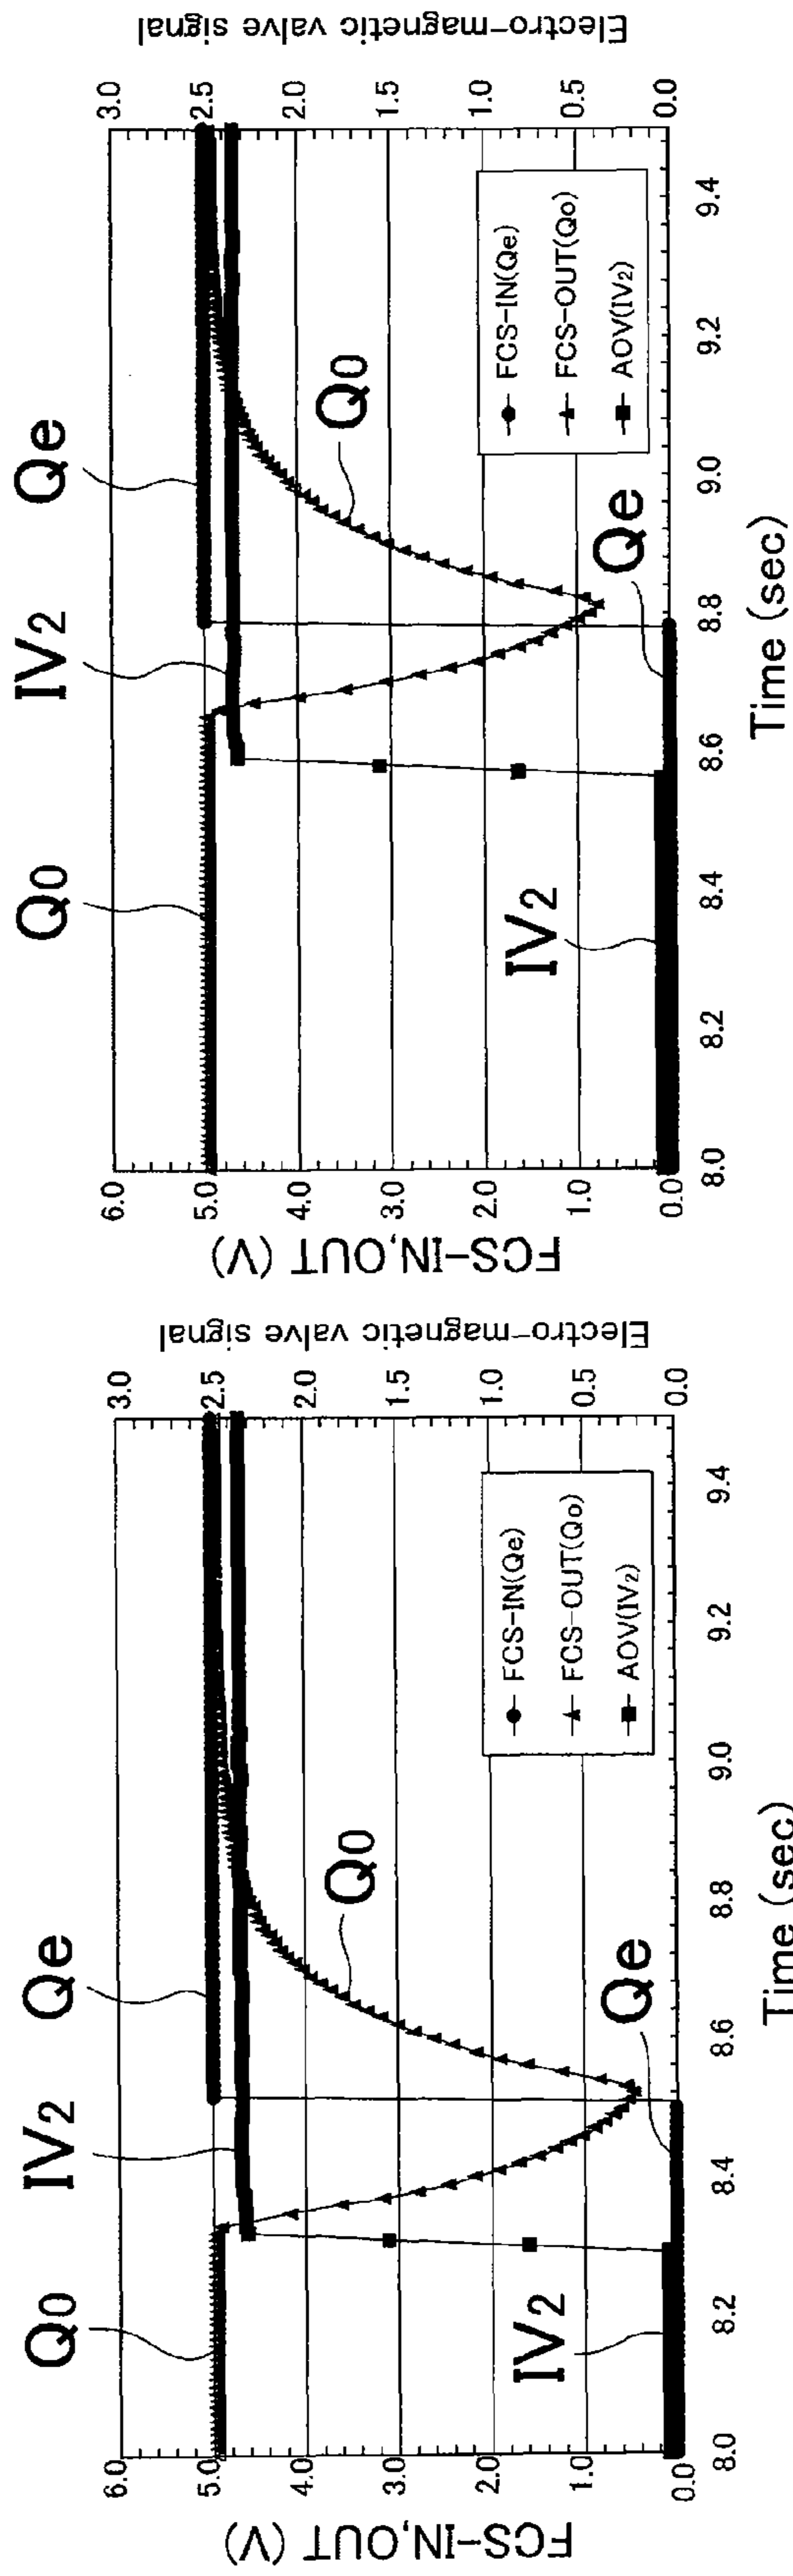 Q0
IV2
Qe
FCS-IN,OUT (V)
6.0
5.0
4.0
3.0
2.0
1.0
0.0
Electro-magnetic valve signal
3.0
2.5
2.0
1.5
1.0
0.5
0.0
Q0
IV2
Qe
FCS-IN(Qe)
FCS-OUT(Qo)
AOV(IV2)
8.0
8.2
8.4
8.6
8.8
9.0
9.2
9.4
Time (sec)
Q0
IV2
Qe
FCS-IN,OUT (V)
6.0
5.0
4.0
3.0
2.0
1.0
0.0
Electro-magnetic valve signal
3.0
2.5
2.0
1.5
1.0
0.5
0.0
Q0
IV2
Qe
FCS-IN(Qe)
FCS-OUT(Qo)
AOV(IV2)
8.0
8.2
8.4
8.6
8.8
9.0
9.2
9.4
Time (sec)